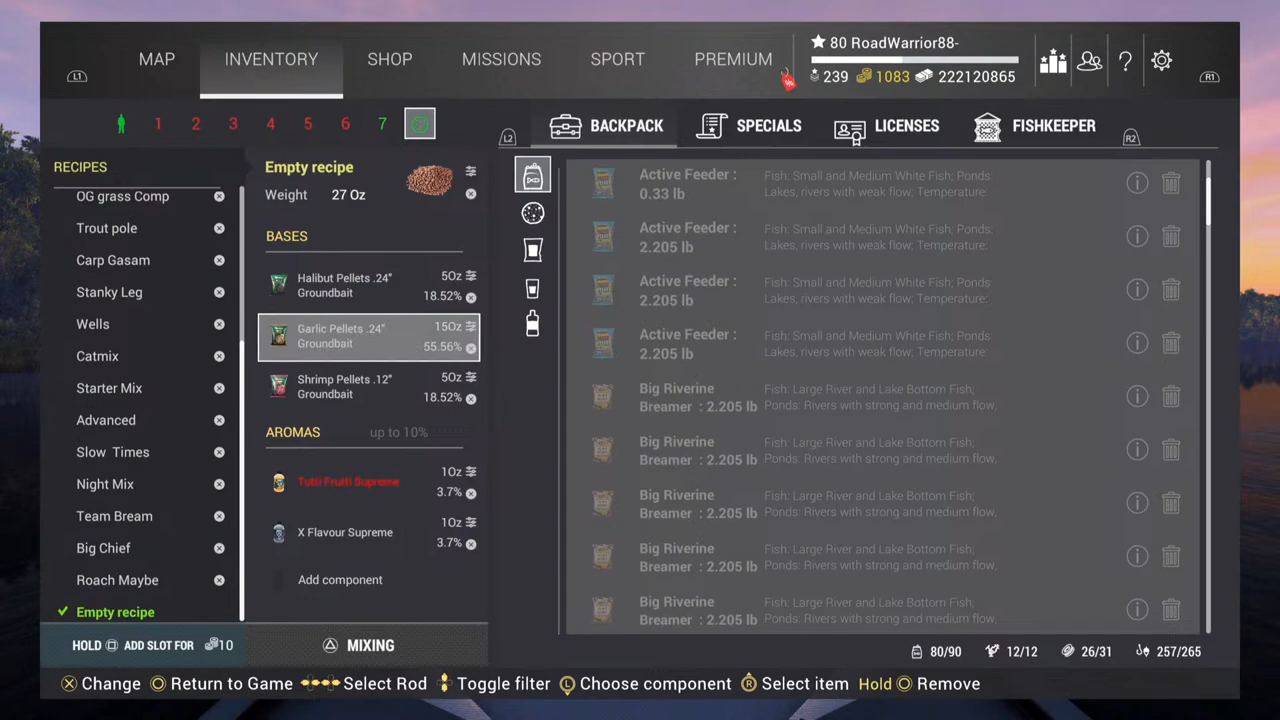 MAP
INVENTORY
SHOP
MISSIONS
SPORT
PREMIUM
80 RoadWarrior88-
239
1083
222120865
L1
R1
1 2 3 4 5 6 7
L2
BACKPACK
SPECIALS
LICENSES
FISHKEEPER
R2
RECIPES
OG grass Comp
Trout pole
Carp Gasam
Stanky Leg
Wells
Catmix
Starter Mix
Advanced
Slow Times
Night Mix
Team Bream
Big Chief
Roach Maybe
Empty recipe
HOLD ADD SLOT FOR 10
Empty recipe
Weight 27 Oz
BASES
Halibut Pellets .24" 5Oz
Groundbait 18.52%
Garlic Pellets .24" 15Oz
Groundbait 55.56%
Shrimp Pellets .12" 5Oz
Groundbait 18.52%
AROMAS up to 10%
Tutti Frutti Supreme 1Oz
3.7%
X Flavour Supreme 1Oz
3.7%
Add component
MIXING
Active Feeder : Fish: Small and Medium White Fish; Ponds:
0.33 lb Lakes, rivers with weak flow; Temperature:
Active Feeder : Fish: Small and Medium White Fish; Ponds:
2.205 lb Lakes, rivers with weak flow; Temperature:
Active Feeder : Fish: Small and Medium White Fish; Ponds:
2.205 lb Lakes, rivers with weak flow; Temperature:
Active Feeder : Fish: Small and Medium White Fish; Ponds:
2.205 lb Lakes, rivers with weak flow; Temperature:
Big Riverine Fish: Large River and Lake Bottom Fish;
Breamer : 2.205 lb Ponds: Rivers with strong and medium flow,
Big Riverine Fish: Large River and Lake Bottom Fish;
Breamer : 2.205 lb Ponds: Rivers with strong and medium flow,
Big Riverine Fish: Large River and Lake Bottom Fish;
Breamer : 2.205 lb Ponds: Rivers with strong and medium flow,
Big Riverine Fish: Large River and Lake Bottom Fish;
Breamer : 2.205 lb Ponds: Rivers with strong and medium flow,
Big Riverine Fish: Large River and Lake Bottom Fish;
Breamer : 2.205 lb Ponds: Rivers with strong and medium flow,
80/90 12/12 26/31 257/265
Change Return to Game Select Rod Toggle filter L Choose component R Select item Hold Remove